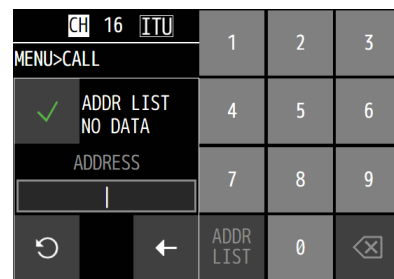 CH 16 ITU
MENU>CALL
ADDR LIST
NO DATA
ADDRESS
1 2 3
4 5 6
7 8 9
ADDR
LIST
0